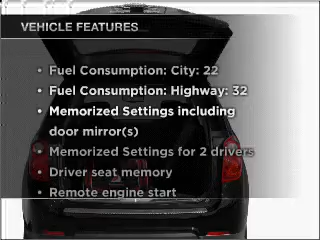 VEHICLE FEATURES
• Fuel Consumption: City: 22
• Fuel Consumption: Highway: 32
• Memorized Settings including
door mirror(s)
• Memorized Settings for 2 drivers
• Driver seat memory
• Remote engine start